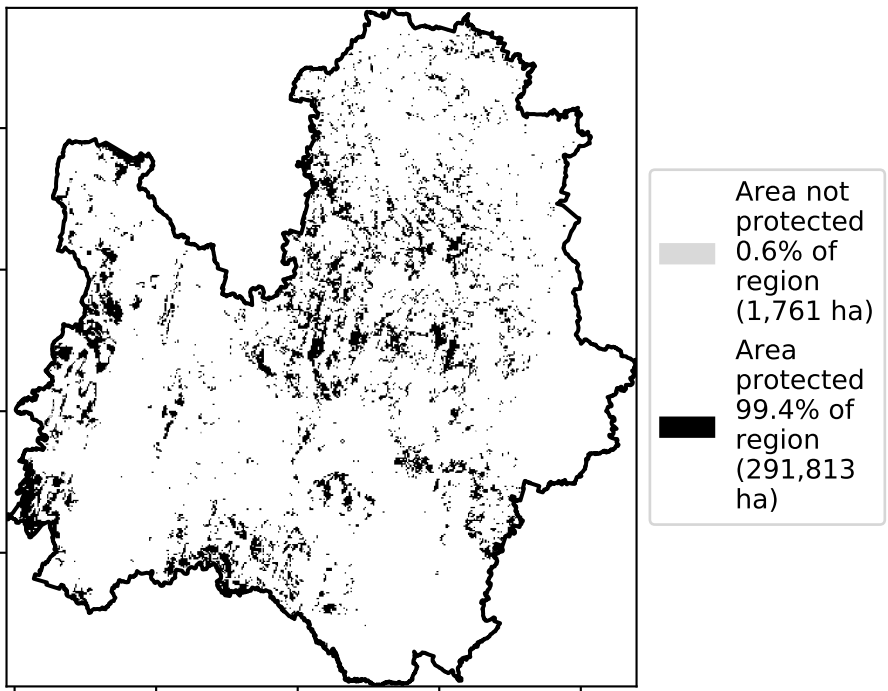 Area not
protected
0.6% of
region
(1,761 ha)
Area
protected
99.4% of
region
(291,813
ha)